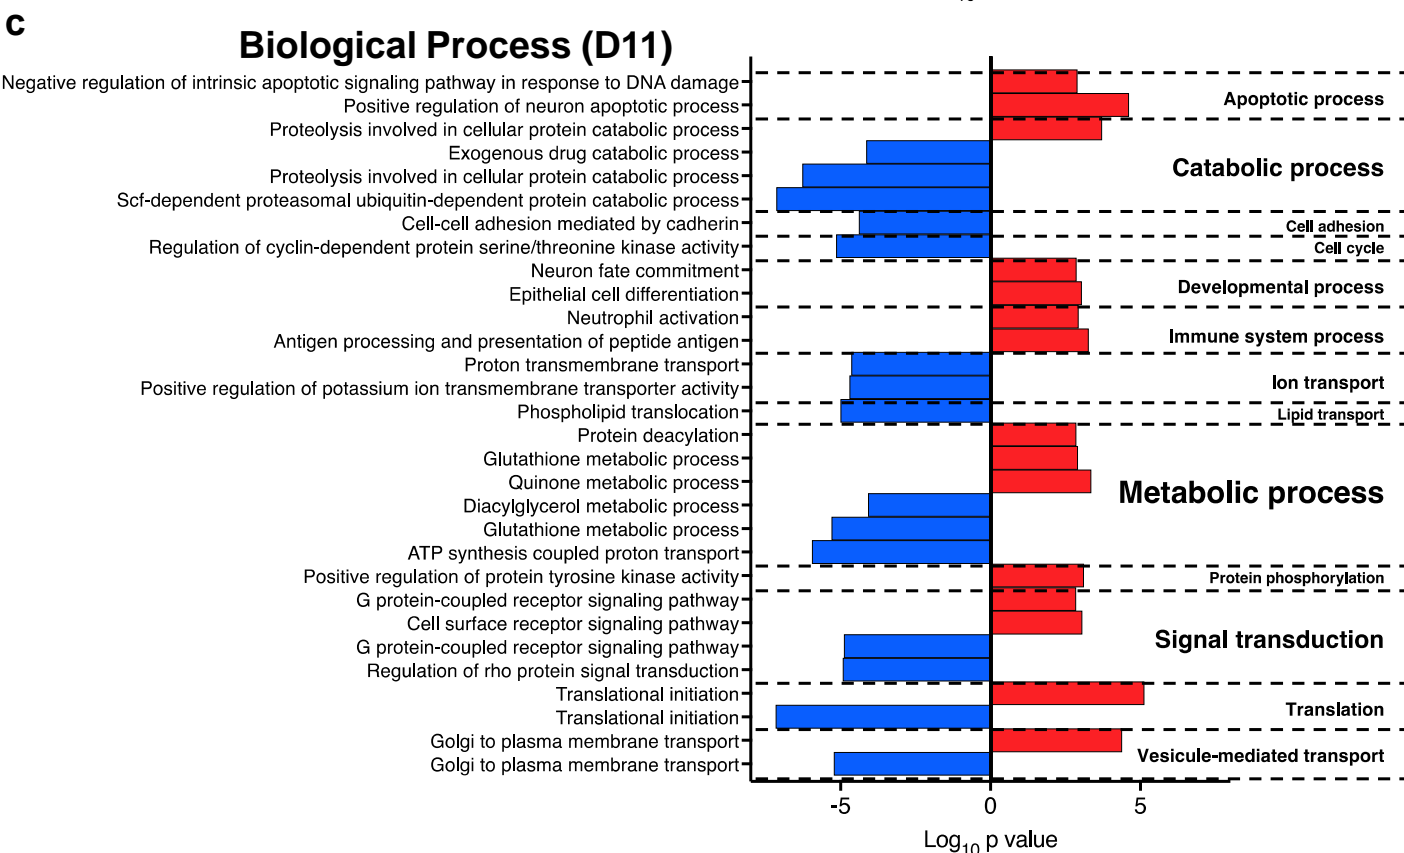 c
Biological Process (D11)
Negative regulation of intrinsic apoptotic signaling pathway in response to DNA damage
Positive regulation of neuron apoptotic process
Apoptotic process
Proteolysis involved in cellular protein catabolic process
Exogenous drug catabolic process
Proteolysis involved in cellular protein catabolic process
Scf-dependent proteasomal ubiquitin-dependent protein catabolic process
Catabolic process
Cell-cell adhesion mediated by cadherin
Cell adhesion
Regulation of cyclin-dependent protein serine/threonine kinase activity
Cell cycle
Neuron fate commitment
Epithelial cell differentiation
Developmental process
Neutrophil activation
Antigen processing and presentation of peptide antigen
Immune system process
Proton transmembrane transport
Positive regulation of potassium ion transmembrane transporter activity
Ion transport
Phospholipid translocation
Lipid transport
Protein deacylation
Glutathione metabolic process
Quinone metabolic process
Diacylglycerol metabolic process
Glutathione metabolic process
ATP synthesis coupled proton transport
Metabolic process
Positive regulation of protein tyrosine kinase activity
Protein phosphorylation
G protein-coupled receptor signaling pathway
Cell surface receptor signaling pathway
G protein-coupled receptor signaling pathway
Regulation of rho protein signal transduction
Signal transduction
Translational initiation
Translational initiation
Translation
Golgi to plasma membrane transport
Golgi to plasma membrane transport
Vesicule-mediated transport
-5 0 5
Log10 p value